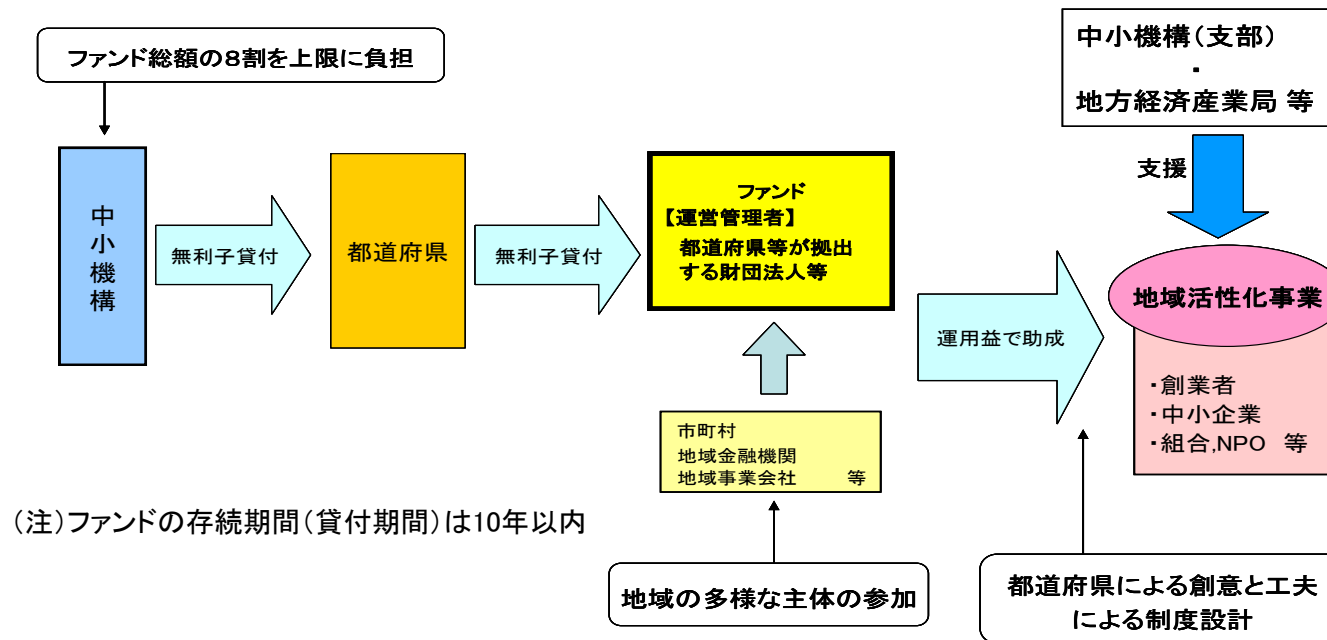 ファンド総額の8割を上限に負担
中小機構(支部)
・
地方経済産業局 等
支援
中小機構
無利子貸付
都道府県
無利子貸付
ファンド
【運営管理者】
都道府県等が拠出
する財団法人等
運用益で助成
地域活性化事業
・創業者
・中小企業
・組合,NPO 等
市町村
地域金融機関
地域事業会社 等
(注)ファンドの存続期間(貸付期間)は10年以内
地域の多様な主体の参加
都道府県による創意と工夫
による制度設計